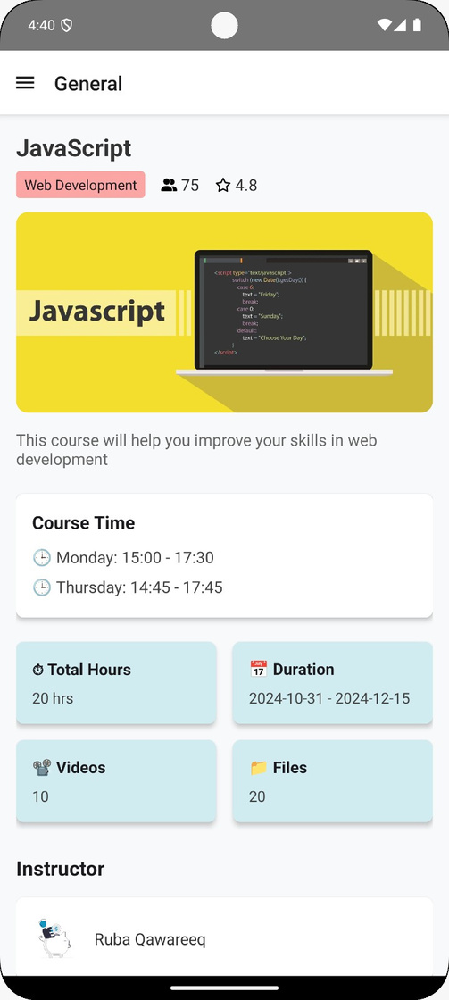 4:40
General
JavaScript
Web Development 75 4.8
Javascript
<script type="text/javascript">
switch (new Date().getDay()) {
case 6:
text = "Friday";
break;
case 0:
text = "Sunday";
break;
default:
text = "Choose Your Day";
}
</script>
This course will help you improve your skills in web
development
Course Time
Monday: 15:00 - 17:30
Thursday: 14:45 - 17:45
Total Hours
20 hrs
July 17 Duration
2024-10-31 - 2024-12-15
Videos
10
Files
20
Instructor
Ruba Qawareeq